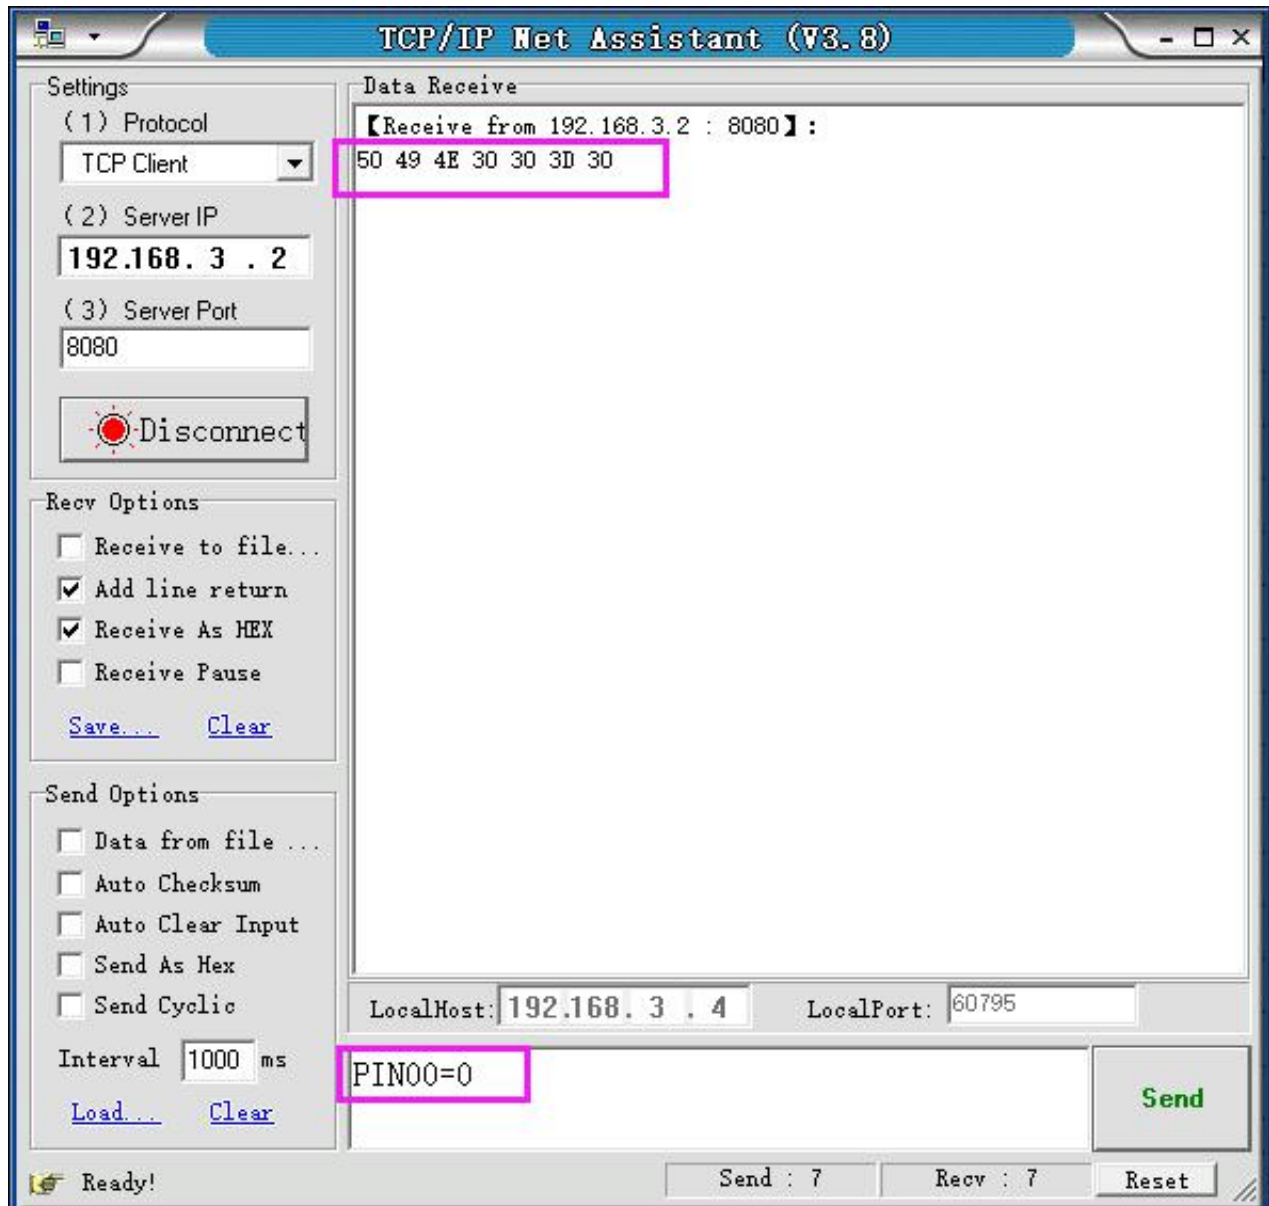 TCP/IP Net Assistant (V3.8)
Settings
(1) Protocol
TCP Client
(2) Server IP
192.168. 3 . 2
(3) Server Port
8080
Disconnect
Recv Options
Receive to file...
Add line return
Receive As HEX
Receive Pause
Save... Clear
Send Options
Data from file ...
Auto Checksum
Auto Clear Input
Send As Hex
Send Cyclic
Interval 1000 ms
Load... Clear
Data Receive
【Receive from 192.168.3.2 : 8080】:
50 49 4E 30 30 3D 30
LocalHost: 192.168. 3 . 4 LocalPort: 60795
PIN00=0
Send
Ready! Send : 7 Recv : 7 Reset